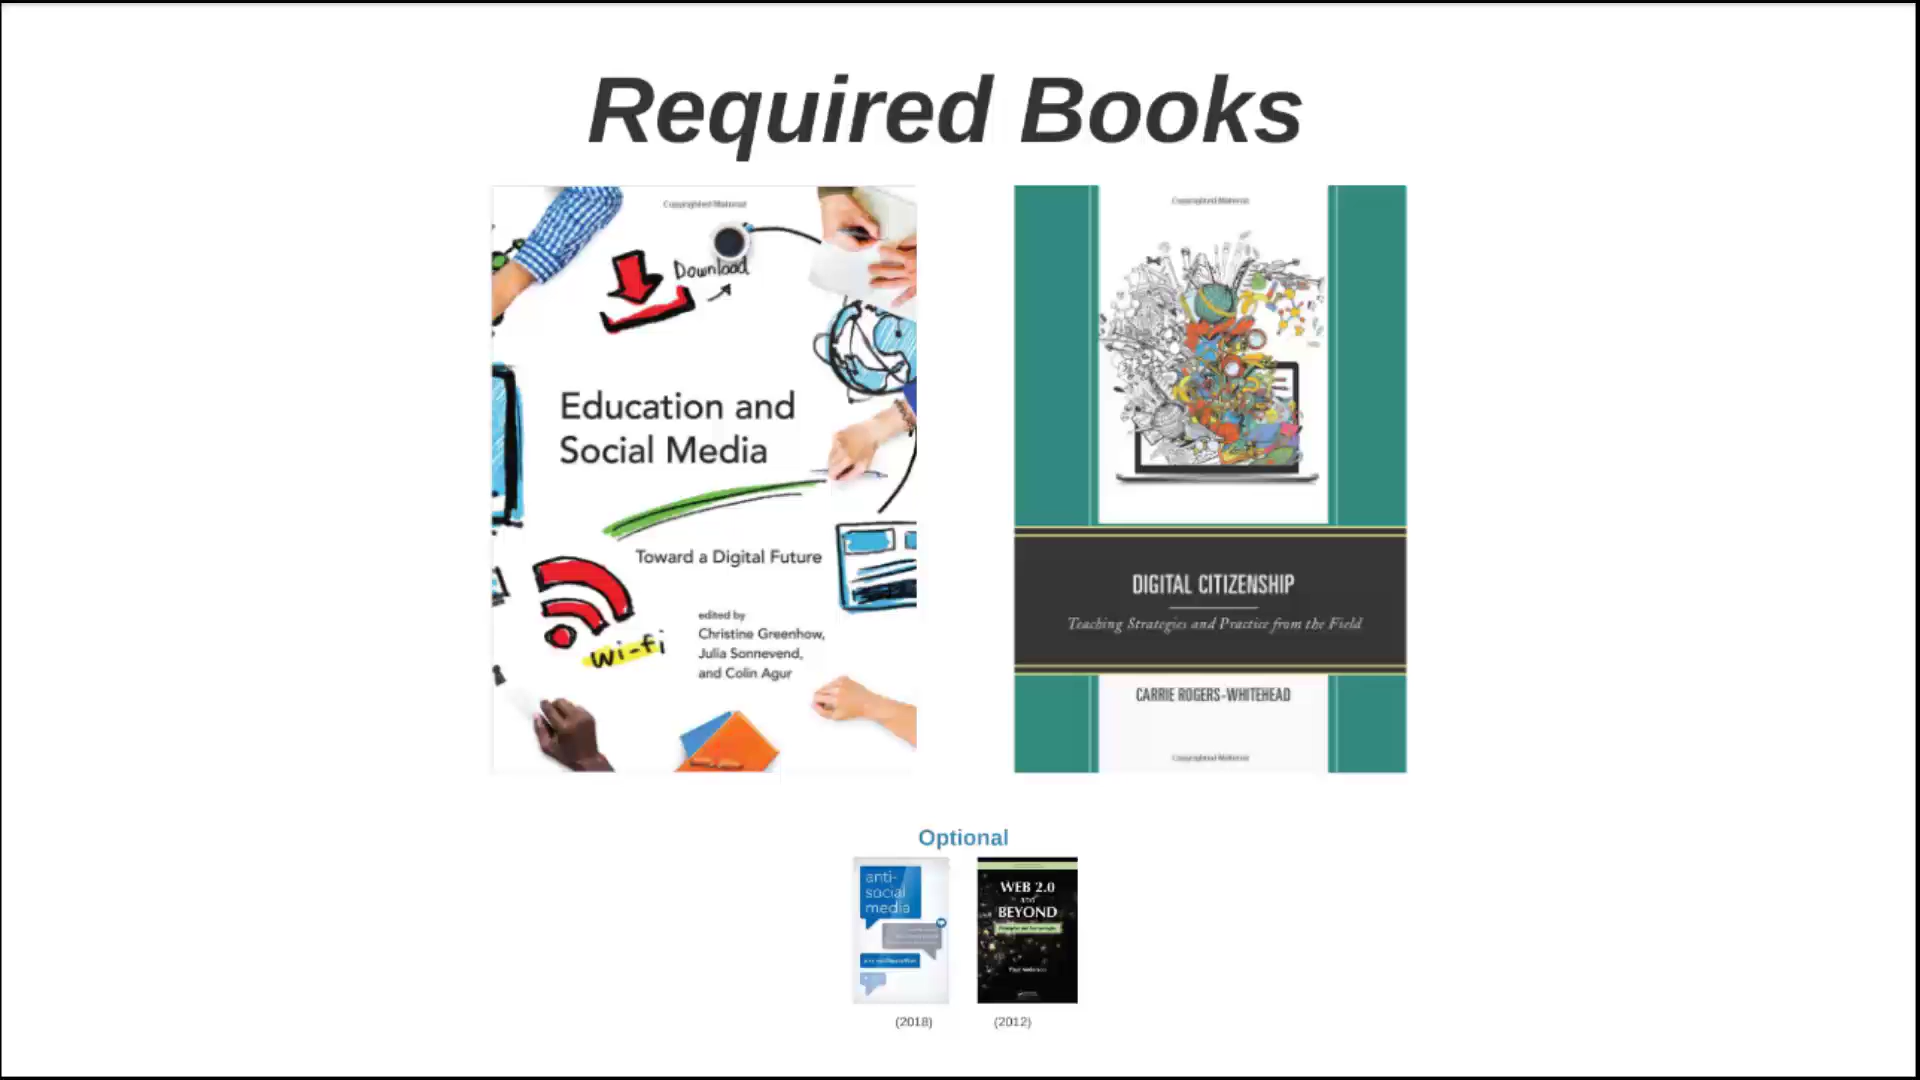 Required Books
Copyrighted Material
Download
Education and
Social Media
Toward a Digital Future
edited by
Christine Greenhow,
Julia Sonnevend,
and Colin Agur
wi-fi
Copyrighted Material
DIGITAL CITIZENSHIP
Teaching Strategies and Practice from the Field
CARRIE ROGERS-WHITEHEAD
Copyrighted Material
Optional
anti-
social
media
(2018)
WEB 2.0
and
BEYOND
(2012)